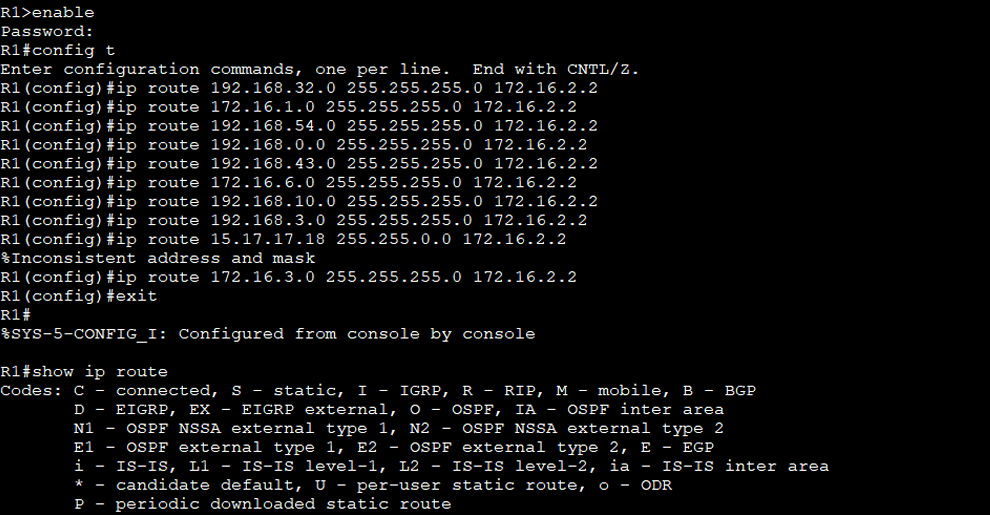 R1>enable
Password:
R1#config t
Enter configuration commands, one per line.  End with CNTL/Z.
R1(config)#ip route 192.168.32.0 255.255.255.0 172.16.2.2
R1(config)#ip route 172.16.1.0 255.255.255.0 172.16.2.2
R1(config)#ip route 192.168.54.0 255.255.255.0 172.16.2.2
R1(config)#ip route 192.168.0.0 255.255.255.0 172.16.2.2
R1(config)#ip route 192.168.43.0 255.255.255.0 172.16.2.2
R1(config)#ip route 172.16.6.0 255.255.255.0 172.16.2.2
R1(config)#ip route 192.168.10.0 255.255.255.0 172.16.2.2
R1(config)#ip route 192.168.3.0 255.255.255.0 172.16.2.2
R1(config)#ip route 15.17.17.18 255.255.0.0 172.16.2.2
%Inconsistent address and mask
R1(config)#ip route 172.16.3.0 255.255.255.0 172.16.2.2
R1(config)#exit
R1#
%SYS-5-CONFIG_I: Configured from console by console
R1#show ip route
Codes: C - connected, S - static, I - IGRP, R - RIP, M - mobile, B - BGP
       D - EIGRP, EX - EIGRP external, O - OSPF, IA - OSPF inter area
       N1 - OSPF NSSA external type 1, N2 - OSPF NSSA external type 2
       E1 - OSPF external type 1, E2 - OSPF external type 2, E - EGP
       i - IS-IS, L1 - IS-IS level-1, L2 - IS-IS level-2, ia - IS-IS inter area
       * - candidate default, U - per-user static route, o - ODR
       P - periodic downloaded static route